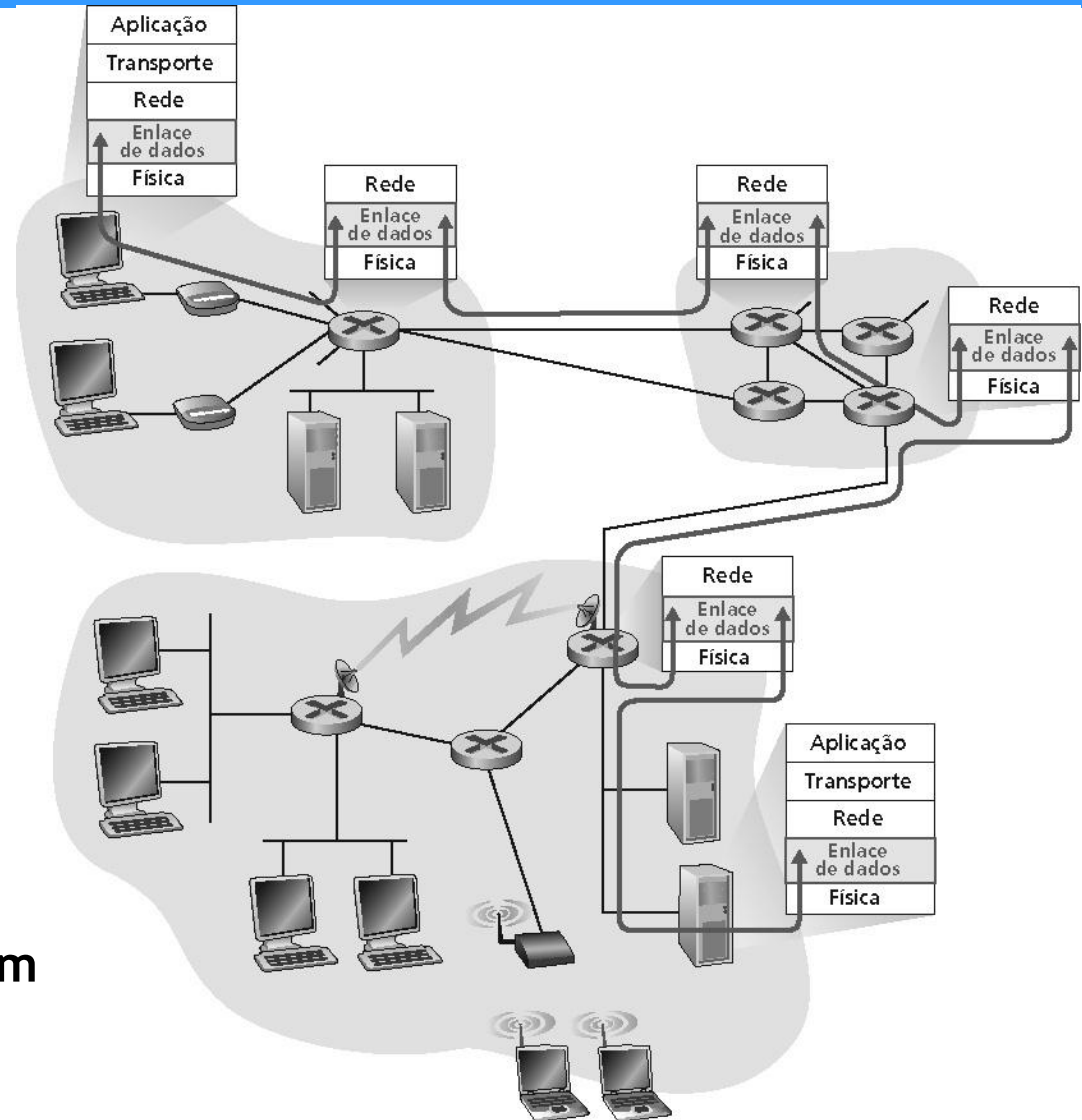 Aplicação
Transporte
Rede
Enlace
de dados
Física
Rede
Enlace
de dados
Física
Rede
Enlace
de dados
Física
Rede
Enlace
de dados
Física
Rede
Enlace
de dados
Física
Aplicação
Transporte
Rede
Enlace
de dados
Física
m